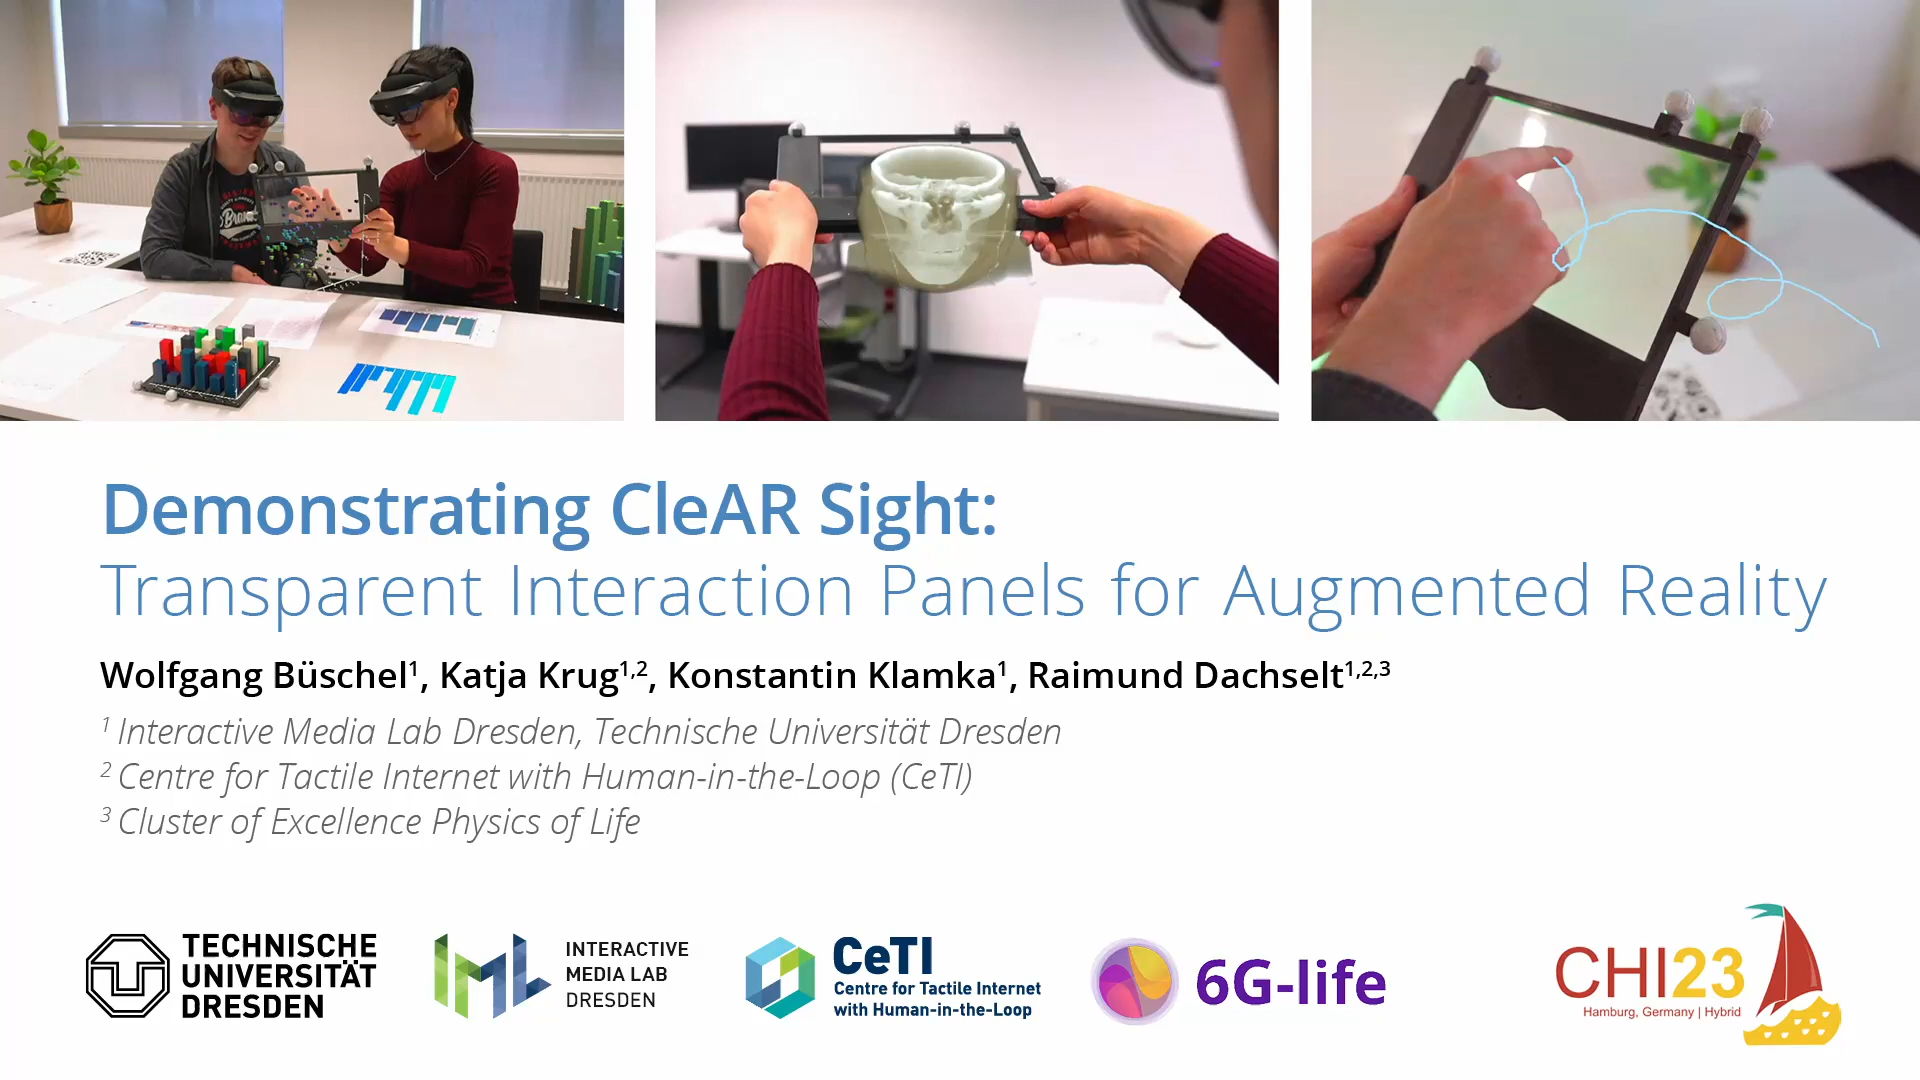 Demonstrating CleAR Sight:
Transparent Interaction Panels for Augmented Reality
Wolfgang Büschel¹, Katja Krug¹,², Konstantin Klamka¹, Raimund Dachselt¹,²,³
¹ Interactive Media Lab Dresden, Technische Universität Dresden
² Centre for Tactile Internet with Human-in-the-Loop (CeTI)
³ Cluster of Excellence Physics of Life
TECHNISCHE
UNIVERSITÄT
DRESDEN
INTERACTIVE
MEDIA LAB
DRESDEN
CeTI
Centre for Tactile Internet
with Human-in-the-Loop
6G-life
CHI23
Hamburg, Germany | Hybrid